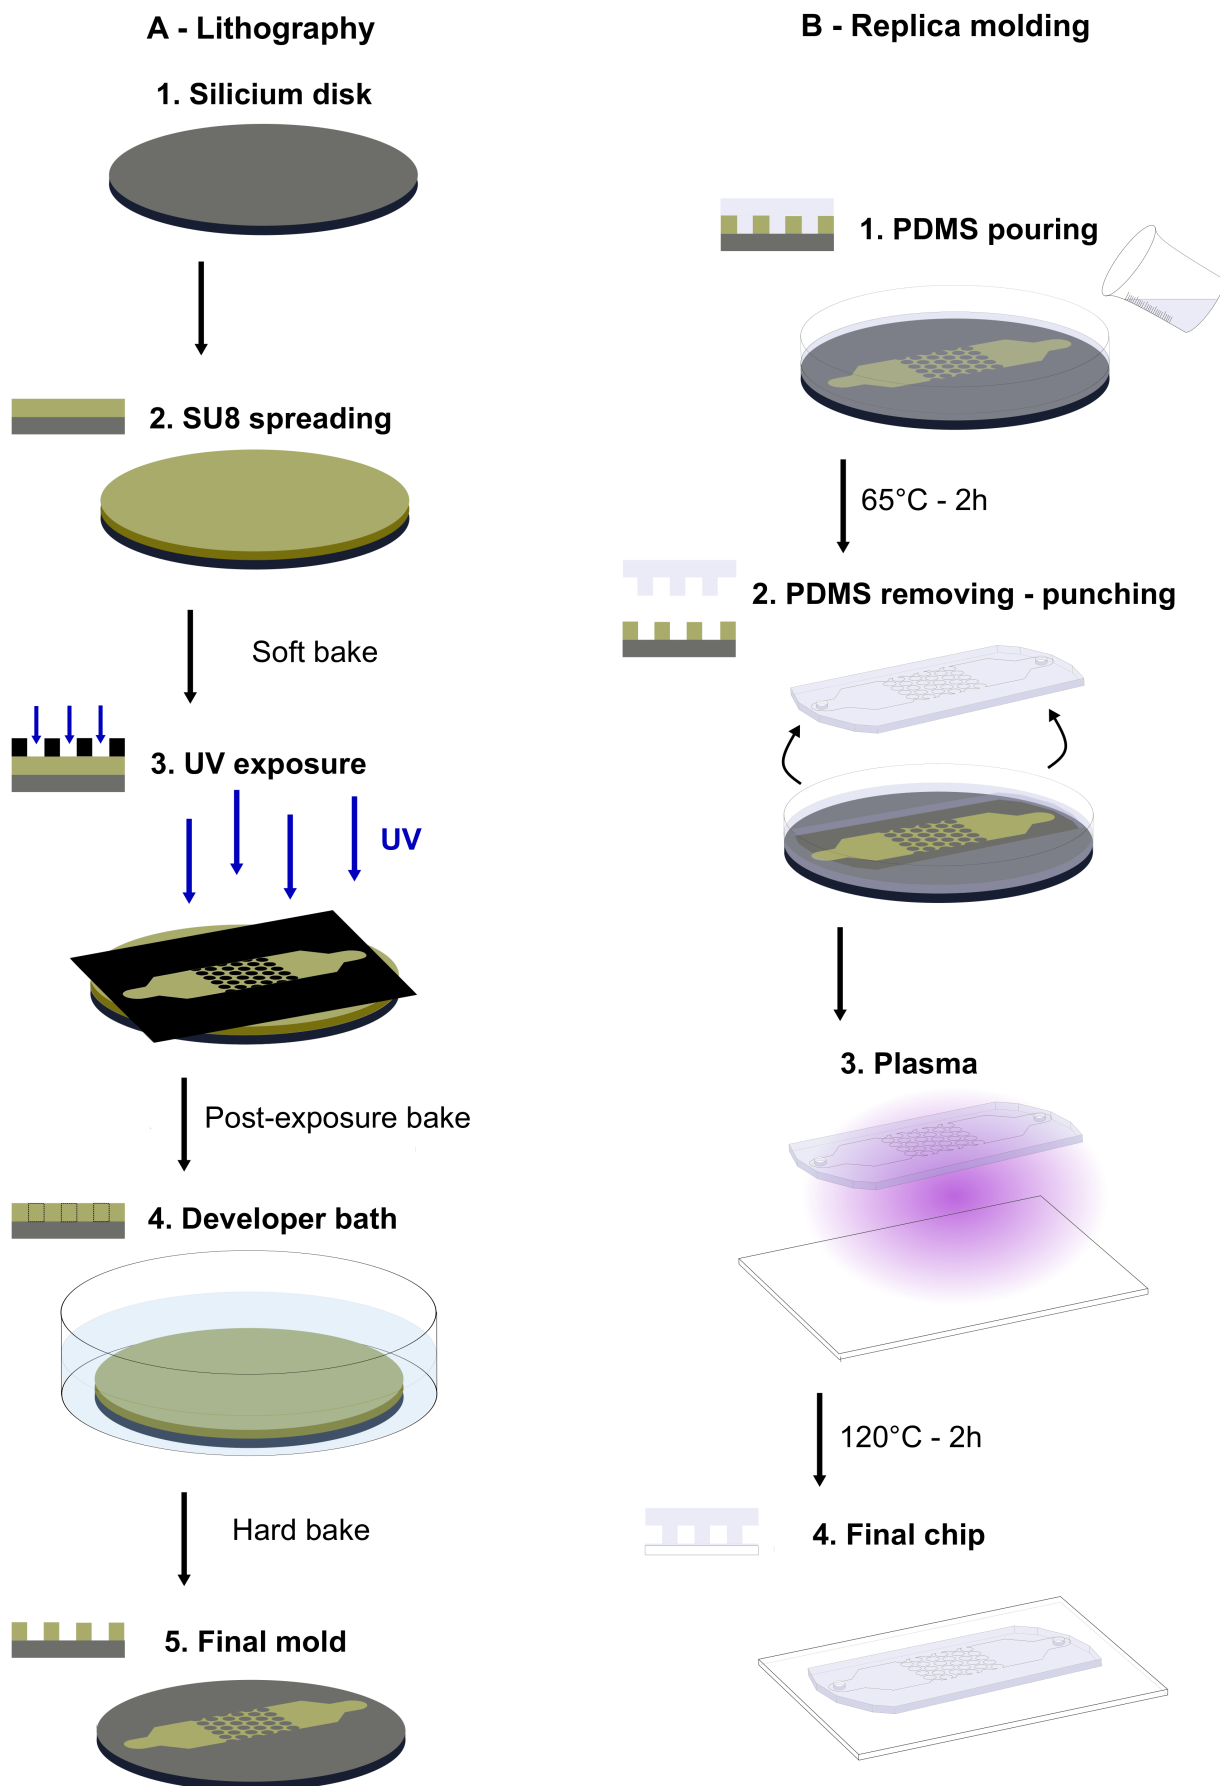 A - Lithography
1. Silicium disk
2. SU8 spreading
Soft bake
3. UV exposure
UV
Post-exposure bake
4. Developer bath
Hard bake
5. Final mold
B - Replica molding
1. PDMS pouring
65°C - 2h
2. PDMS removing - punching
3. Plasma
120°C - 2h
4. Final chip